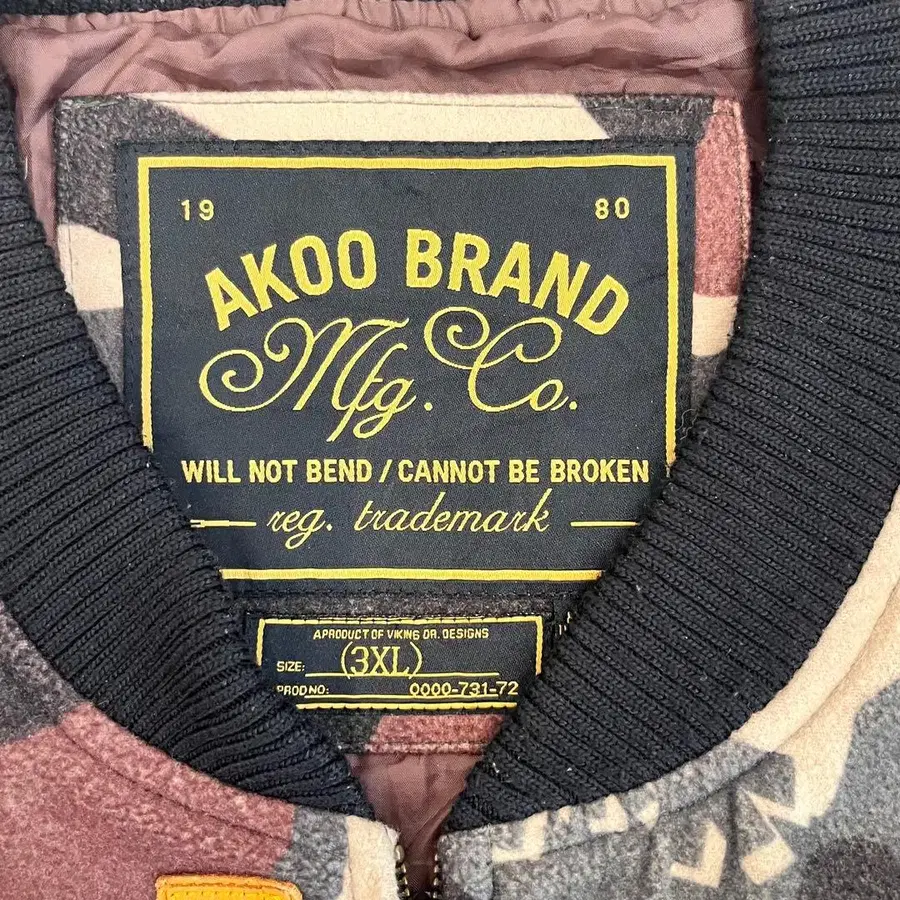 19 80
AKOO BRAND
Mfg. Co.
WILL NOT BEND / CANNOT BE BROKEN
reg. trademark
A PRODUCT OF VIKING DR. DESIGNS
SIZE: (3XL)
PROD NO: 0000-731-72